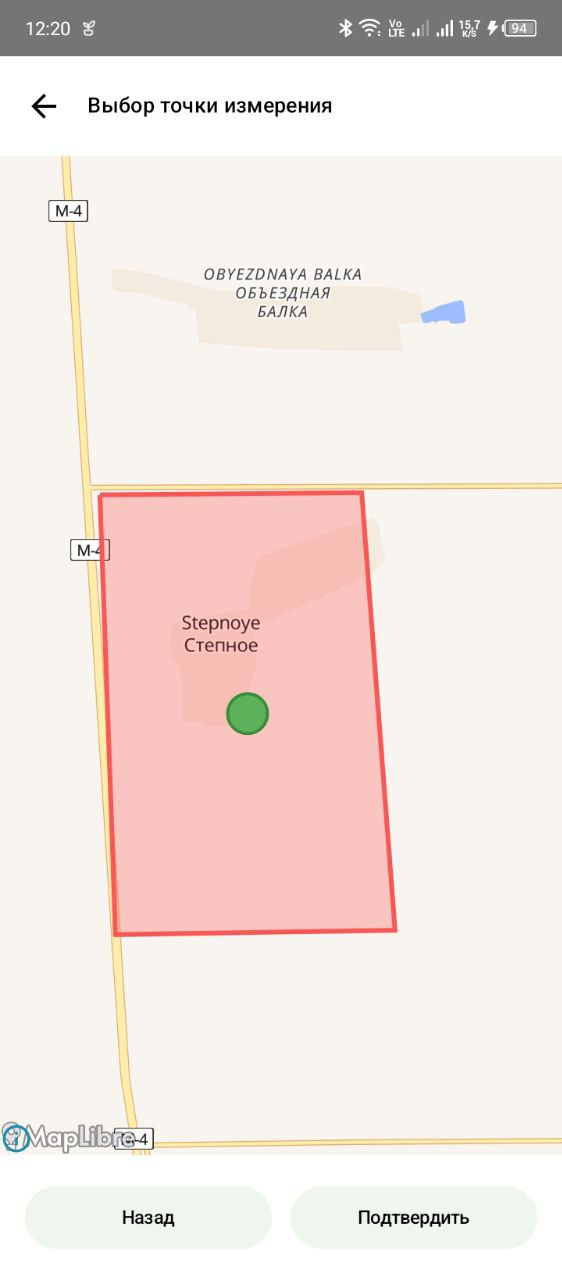 12:20
Vo
LTE
15,7
K/S
94
Выбор точки измерения
M-4
OBYEZDNAYA BALKA
ОБЪЕЗДНАЯ
БАЛКА
M-4
Stepnoye
Степное
MapLibre
M-4
Назад
Подтвердить